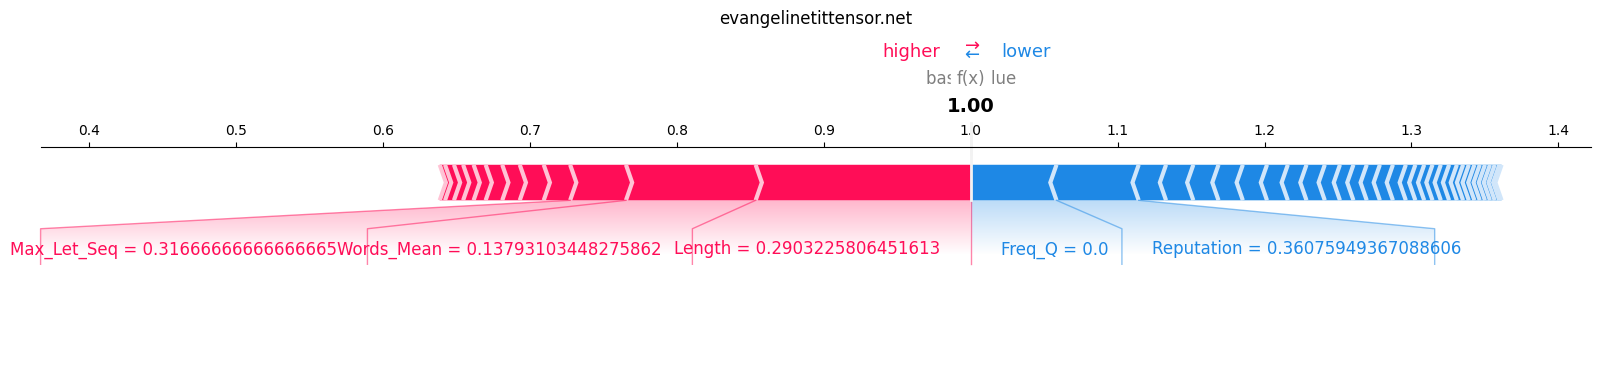 evangelinetittensor.net
higher → ← lower
bas f(x) lue
1.00
0.4 0.5 0.6 0.7 0.8 0.9 1.0 1.1 1.2 1.3 1.4
Max_Let_Seq = 0.31666666666666665 Words_Mean = 0.13793103448275862 Length = 0.2903225806451613 Freq_Q = 0.0 Reputation = 0.36075949367088606